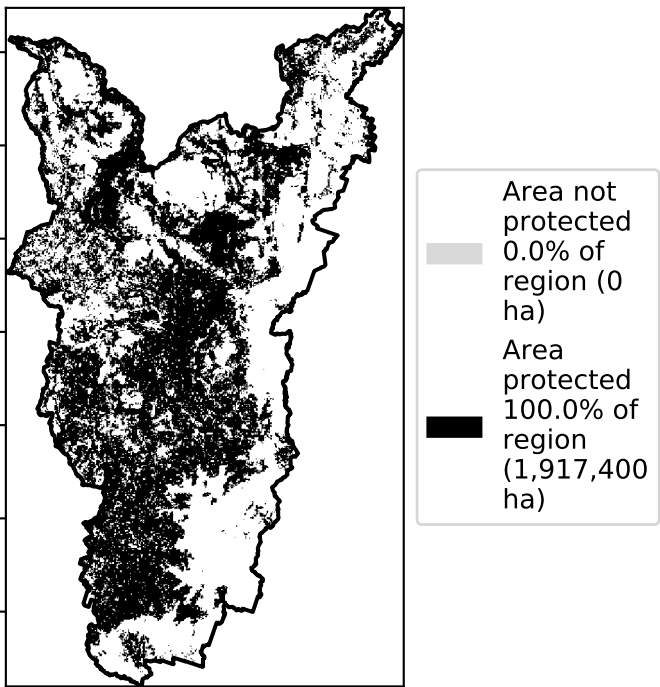 Area not
protected
0.0% of
region (0
ha)
Area
protected
100.0% of
region
(1,917,400
ha)